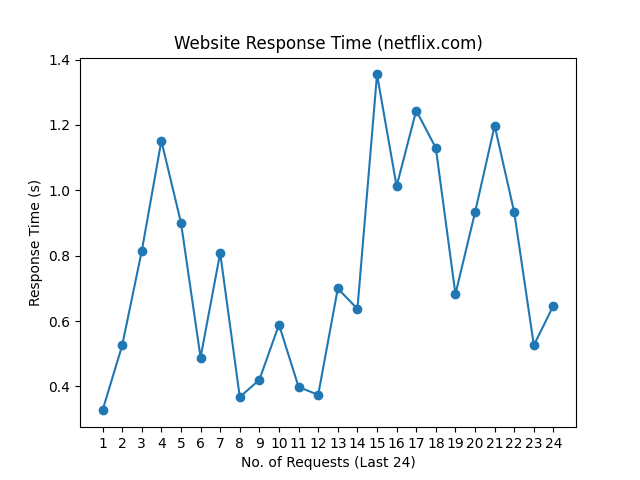 Website Response Time (netflix.com)
Response Time (s)
1.4
1.2
1.0
0.8
0.6
0.4
1 2 3 4 5 6 7 8 9 10 11 12 13 14 15 16 17 18 19 20 21 22 23 24
No. of Requests (Last 24)